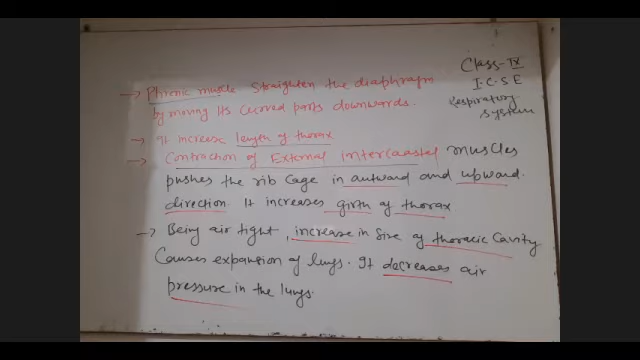 Class-IX
I.C.S.E
Respiratory
system
→ Phrenic muscle straighten the diaphragm
by moving its curved parts downwards.
→ It increase length of thorax
→ Contraction of External intercoastel muscles
pushes the rib cage in outward and upward
direction. It increases girth of thorax
→ Being air tight, increase in size of thoracic cavity
Causes expansion of lungs. It decreases air
pressure in the lungs.